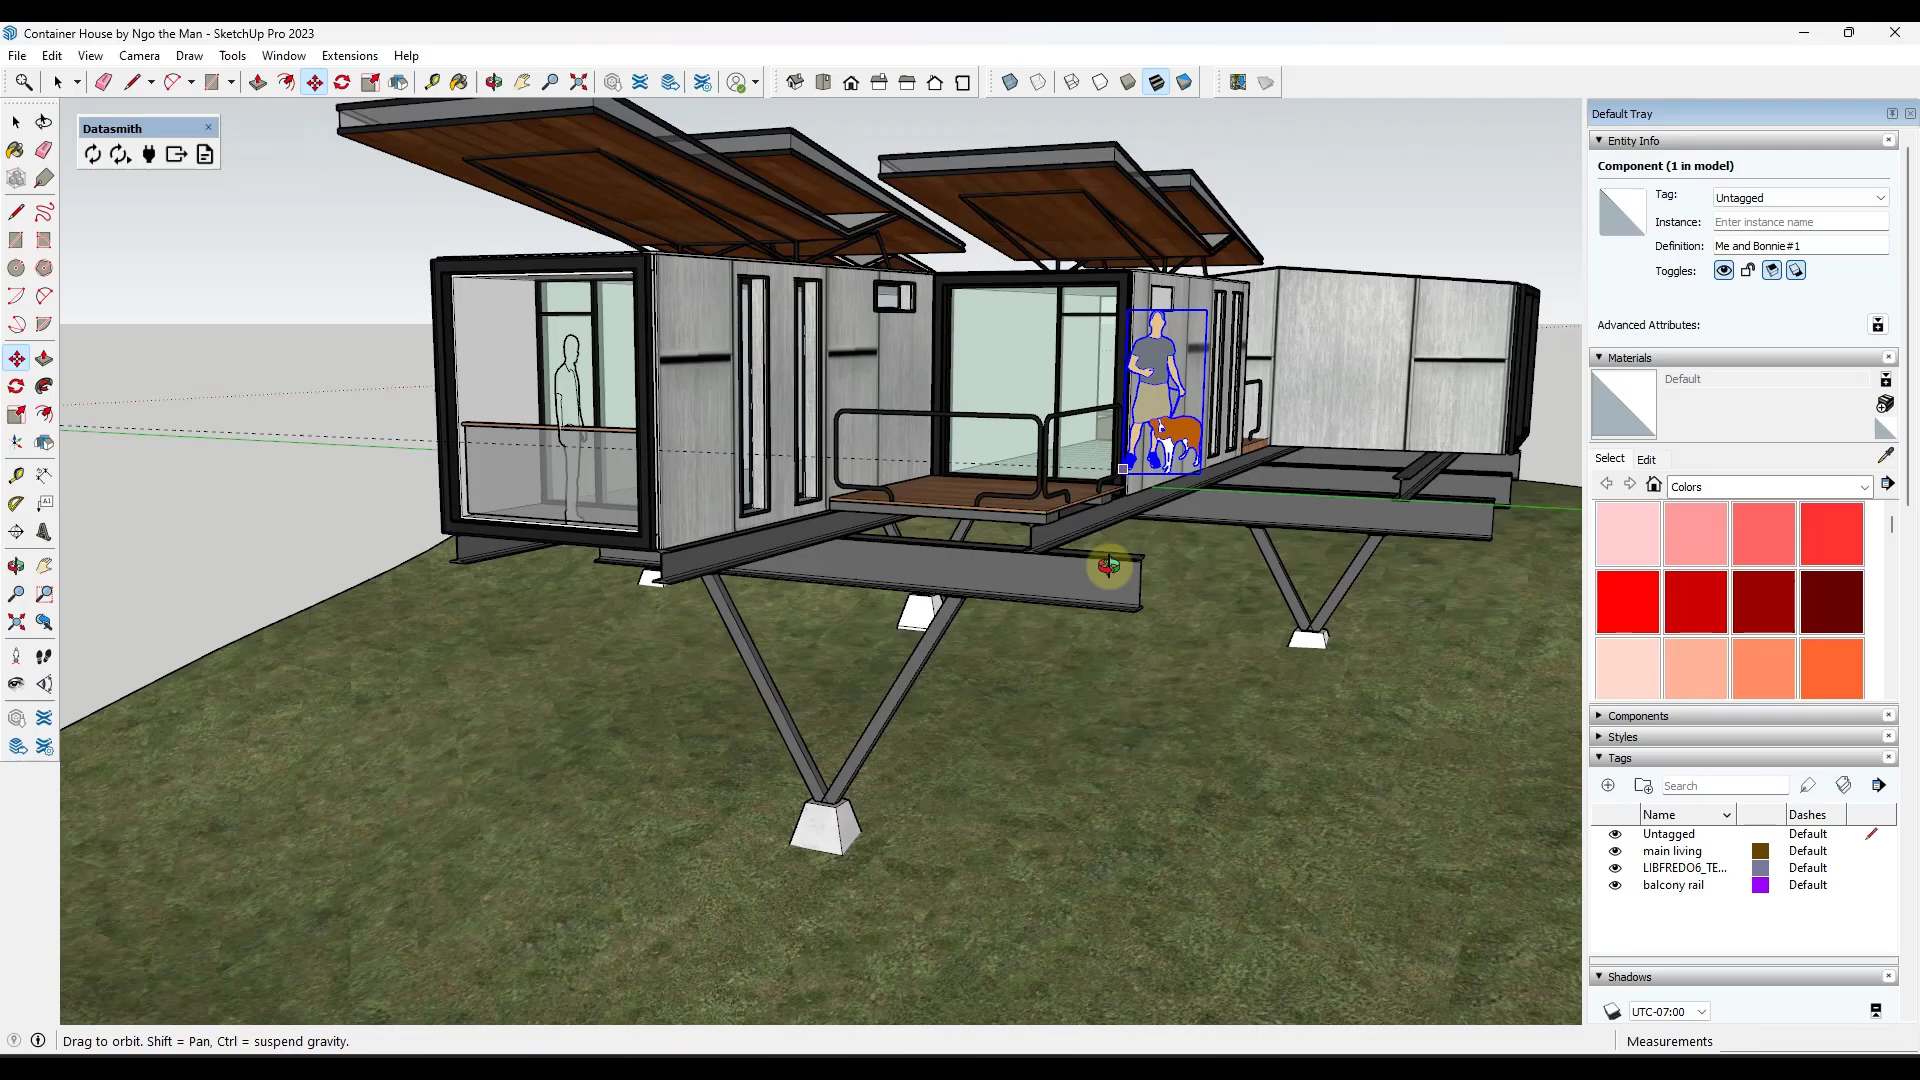 Container House by Ngo the Man - SketchUp Pro 2023
File Edit View Camera Draw Tools Window Extensions Help
Datasmith
Default Tray
Entity Info
Component (1 in model)
Tag: Untagged
Instance: Enter instance name
Definition: Me and Bonnie#1
Toggles:
Advanced Attributes:
Materials
Default
Select Edit
Colors
Components
Styles
Tags
Search
Name Dashes
Untagged Default
main living Default
LIBFREDO6_TE... Default
balcony rail Default
Shadows
UTC-07:00
Drag to orbit. Shift = Pan, Ctrl = suspend gravity.
Measurements